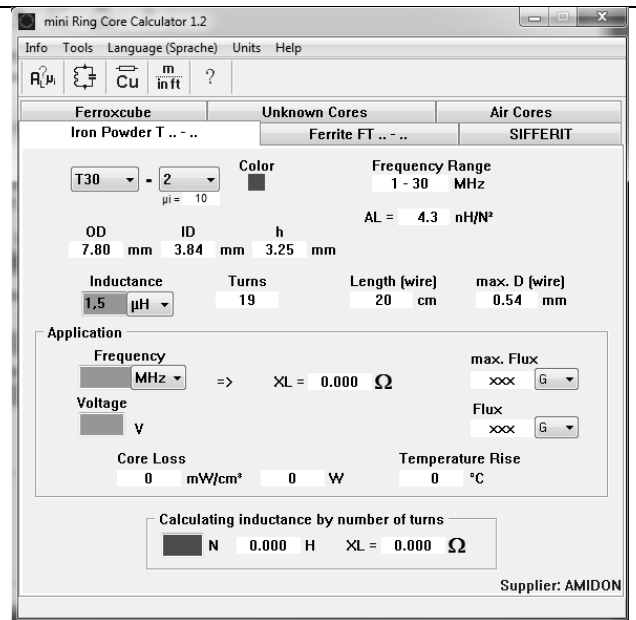 mini Ring Core Calculator 1.2
Info Tools Language (Sprache) Units Help
A?Lµi Cu m in ft ?
Ferroxcube Unknown Cores Air Cores
Iron Powder T .. - .. Ferrite FT .. - .. SIFFERIT
T30 - 2 Color Frequency Range
1 - 30 MHz
µi = 10
AL = 4.3 nH/N²
OD ID h
7.80 mm 3.84 mm 3.25 mm
Inductance Turns Length (wire) max. D (wire)
1,5 µH 19 20 cm 0.54 mm
Application
Frequency max. Flux
MHz => XL = 0.000 Ω xxx G
Voltage Flux
V xxx G
Core Loss Temperature Rise
0 mW/cm³ 0 W 0 °C
Calculating inductance by number of turns
N 0.000 H XL = 0.000 Ω
Supplier: AMIDON